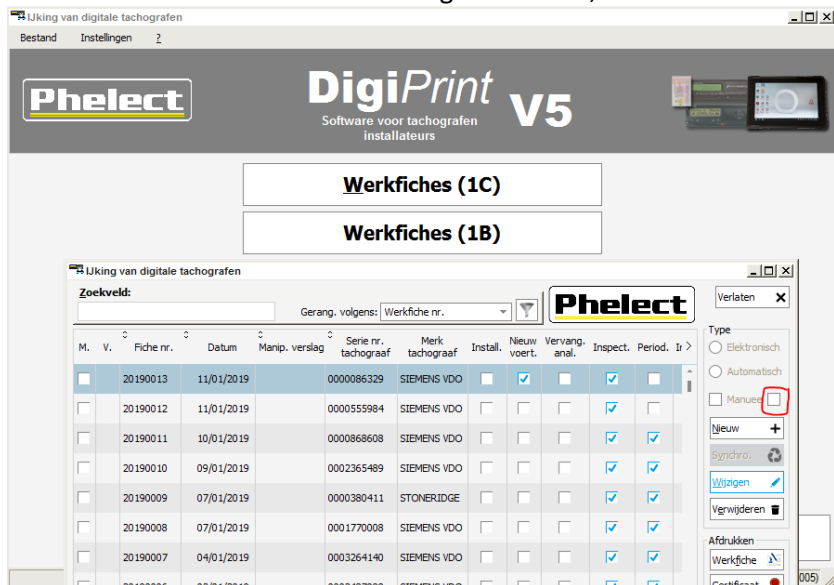 IJking van digitale tachografen
Bestand Instellingen ?
Phelect
DigiPrint V5
Software voor tachografen
installateurs
Werkfiches (1C)
Werkfiches (1B)
IJking van digitale tachografen
Zoekveld:
Gerang. volgens: Werkfiche nr.
Phelect
Verlaten
M. V. Fiche nr. Datum Manip. verslag Serie nr. tachograaf Merk tachograaf Install. Nieuw voert. Vervang. anal. Inspect. Period.
20190013 11/01/2019 0000086329 SIEMENS VDO
20190012 11/01/2019 0000555984 SIEMENS VDO
20190011 10/01/2019 0000868608 SIEMENS VDO
20190010 09/01/2019 0002365489 SIEMENS VDO
20190009 07/01/2019 0000380411 STONERIDGE
20190008 07/01/2019 0001770008 SIEMENS VDO
20190007 04/01/2019 0003264140 SIEMENS VDO
Type
Elektronisch
Automatisch
Manuee
Nieuw +
Synchro.
Wijzigen
Verwijderen
Afdrukken
Werkfiche
Certificaat
005)